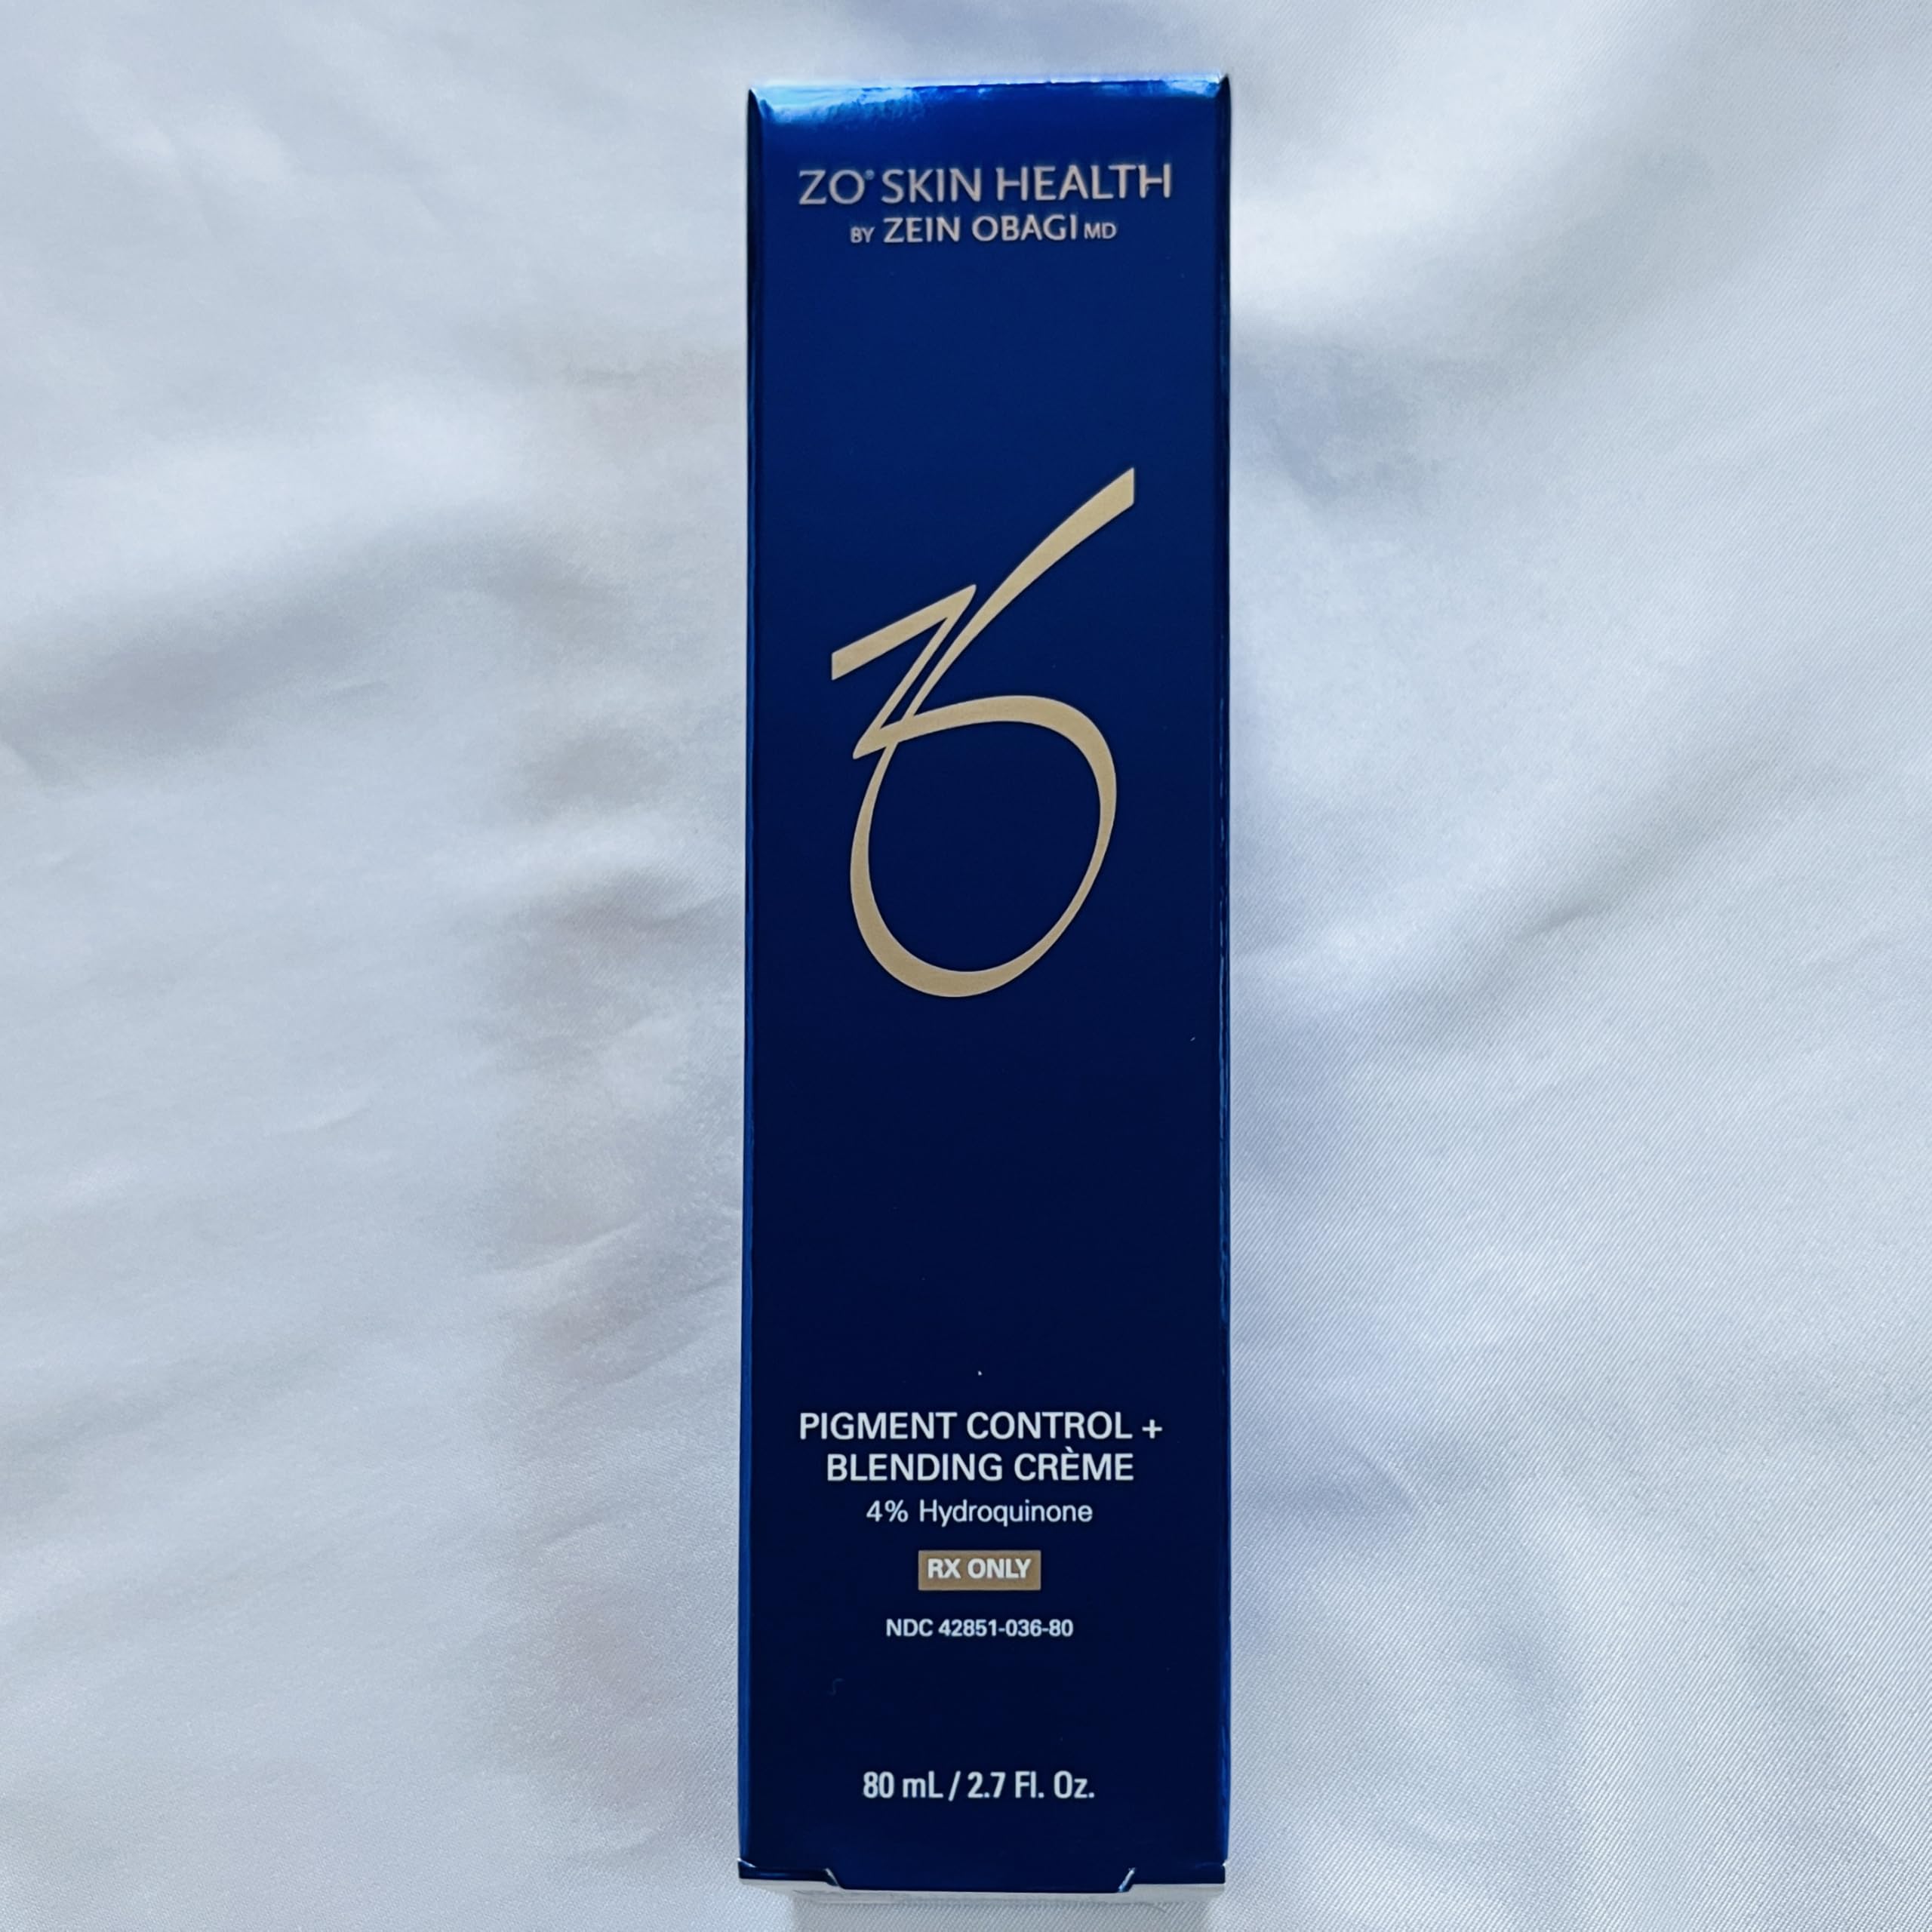 ZO® SKIN HEALTH
BY ZEIN OBAGI MD
ZO
PIGMENT CONTROL +
BLENDING CRÈME
4% Hydroquinone
RX ONLY
NDC 42851-036-80
80 mL / 2.7 Fl. Oz.